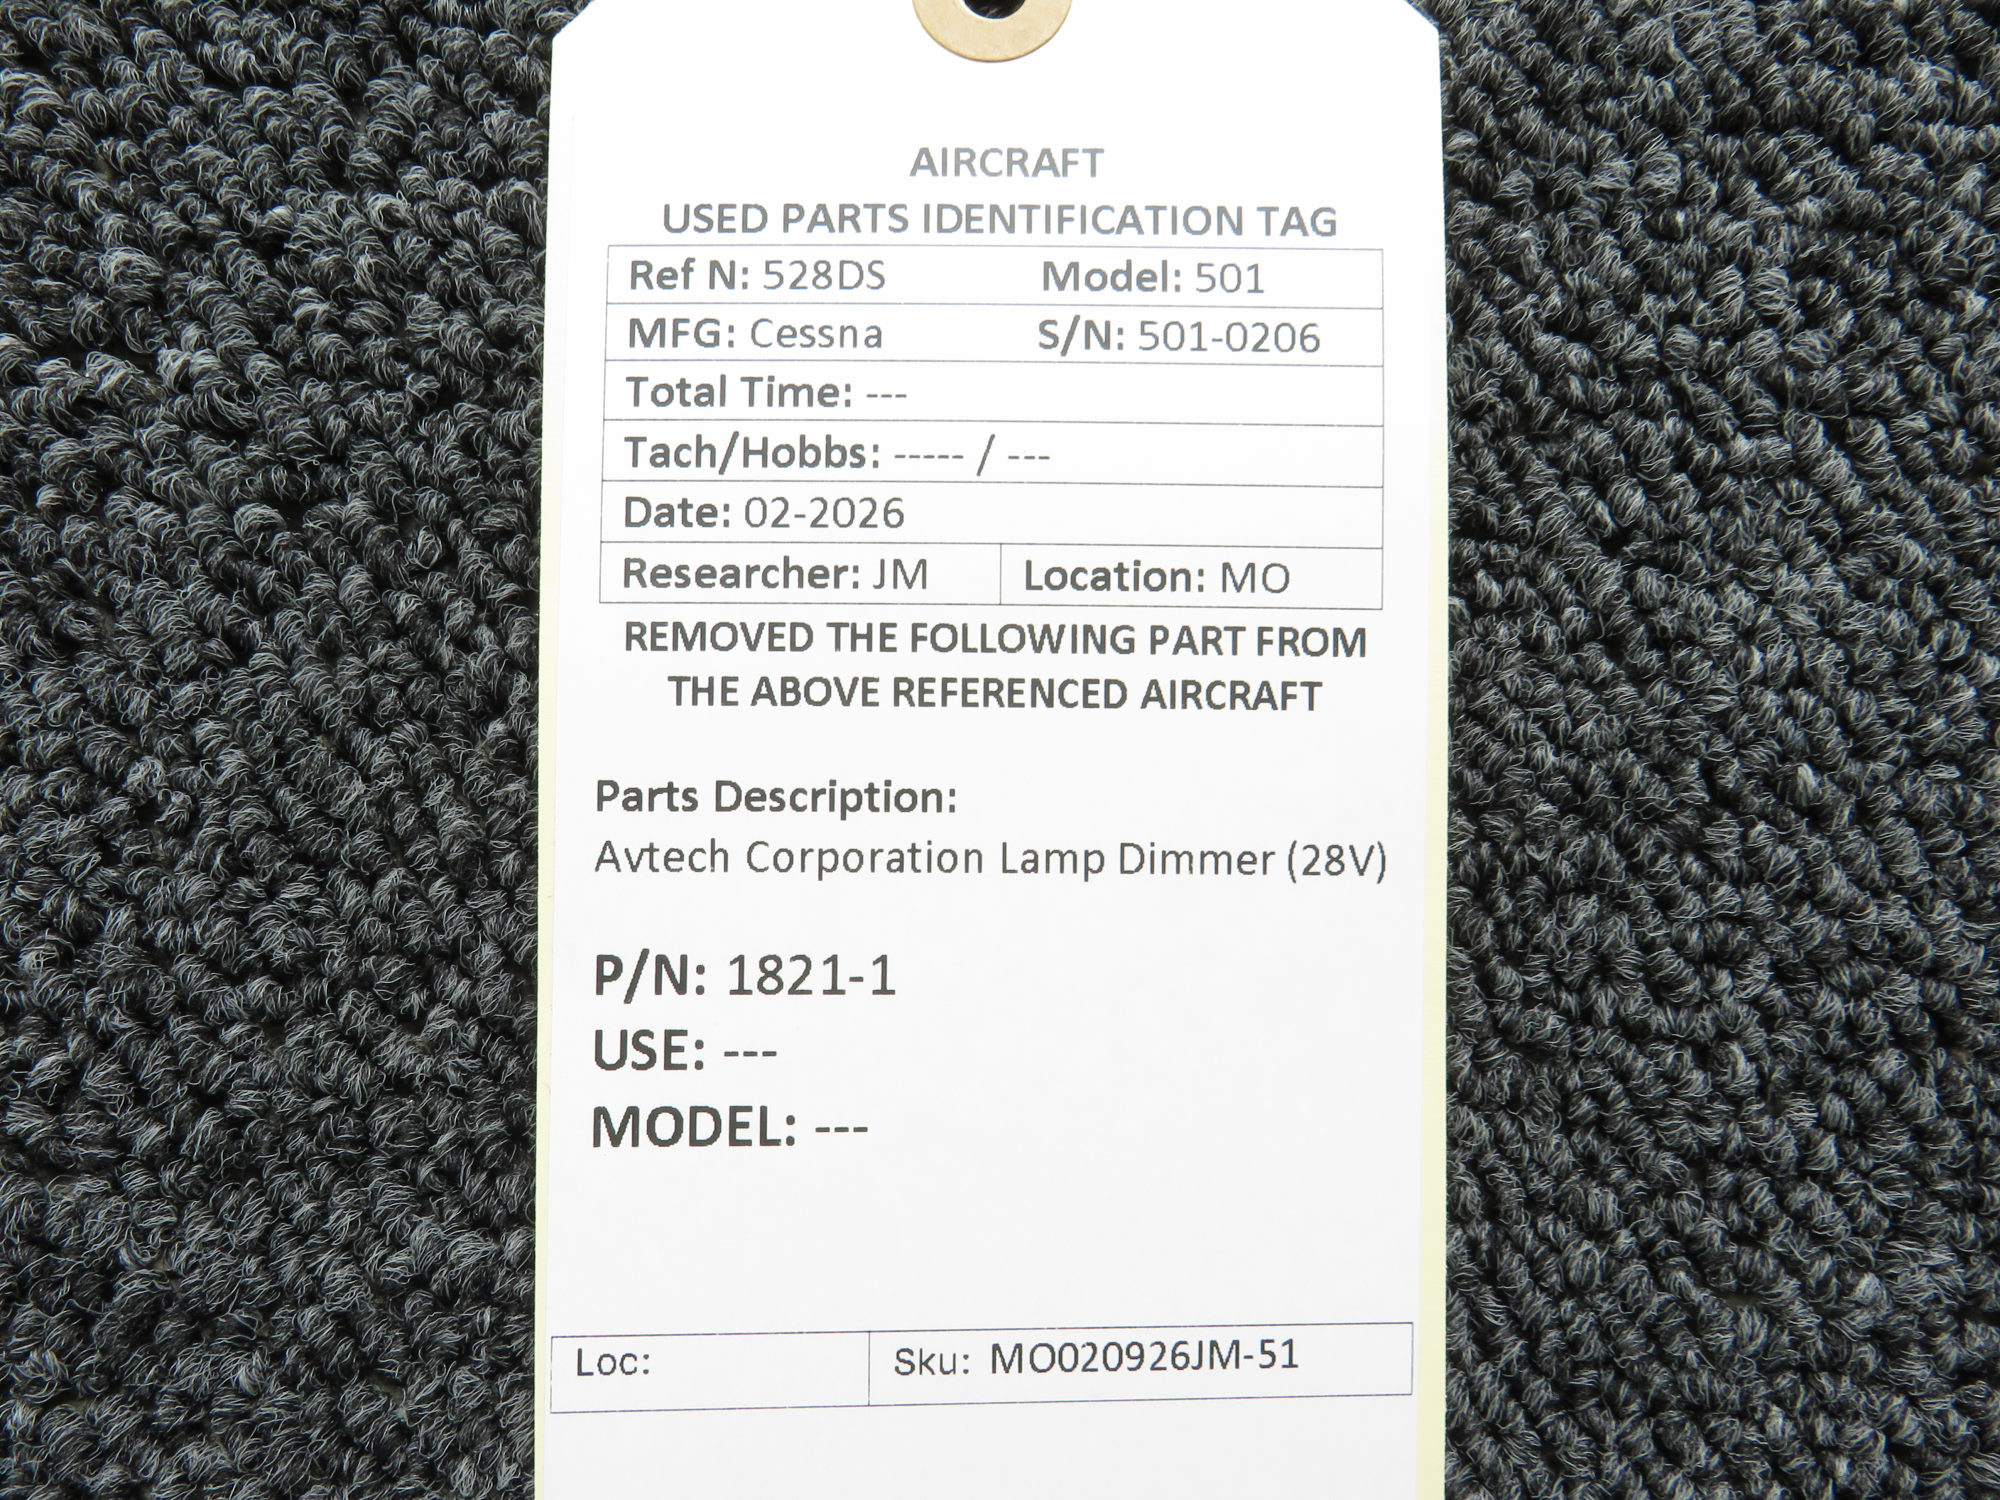 AIRCRAFT
USED PARTS IDENTIFICATION TAG
Ref N: 528DS Model: 501
MFG: Cessna S/N: 501-0206
Total Time: ---
Tach/Hobbs: ----- / ---
Date: 02-2026
Researcher: JM Location: MO
REMOVED THE FOLLOWING PART FROM
THE ABOVE REFERENCED AIRCRAFT
Parts Description:
Avtech Corporation Lamp Dimmer (28V)
P/N: 1821-1
USE: ---
MODEL: ---
Loc: Sku: MO020926JM-51